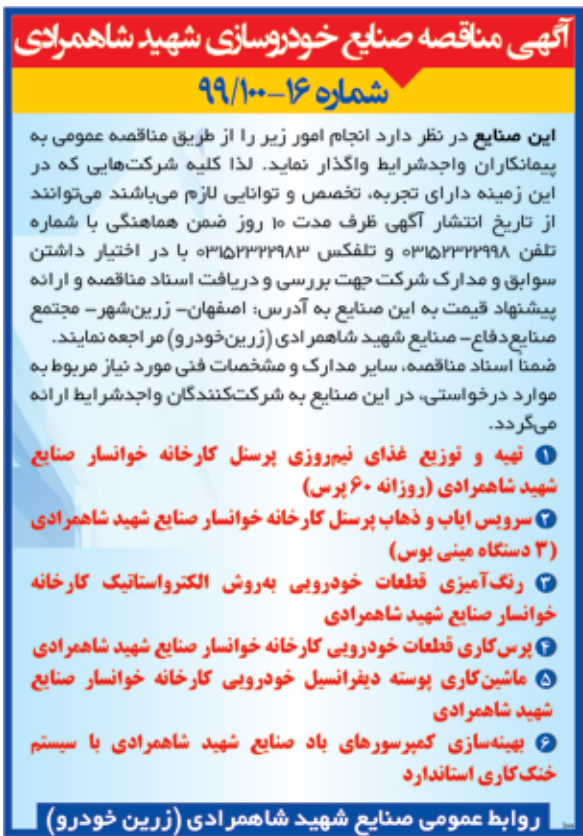 آگهی مناقصه صنایع خودروسازی شهید شاهمرادی
شماره ۱۶-۹۹/۱۰۰
این صنایع در نظر دارد انجام امور زیر را از طریق مناقصه عمومی به
پیمانکاران واجدشرایط واگذار نماید. لذا کلیه شرکت‌هایی که در
این زمینه دارای تجربه، تخصص و توانایی لازم می‌باشند می‌توانند
از تاریخ انتشار آگهی ظرف مدت ۱۰ روز ضمن هماهنگی با شماره
تلفن ۰۳۱۵۲۳۲۲۹۹۸ و تلفکس ۰۳۱۵۲۳۲۲۹۸۳ با در اختیار داشتن
سوابق و مدارک شرکت جهت بررسی و دریافت اسناد مناقصه و ارائه
پیشنهاد قیمت به این صنایع به آدرس: اصفهان- زرین‌شهر- مجتمع
صنایع‌دفاع- صنایع شهید شاهمرادی (زرین‌خودرو) مراجعه نمایند.
ضمناً اسناد مناقصه، سایر مدارک و مشخصات فنی مورد نیاز مربوط به
موارد درخواستی، در این صنایع به شرکت‌کنندگان واجدشرایط ارائه
می‌گردد.
۱ تهیه و توزیع غذای نیم‌روزی پرسنل کارخانه خوانسار صنایع
شهید شاهمرادی (روزانه ۶۰ پرس)
۲ سرویس ایاب و ذهاب پرسنل کارخانه خوانسار صنایع شهید شاهمرادی
(۳ دستگاه مینی بوس)
۳ رنگ‌آمیزی قطعات خودرویی به‌روش الکترواستاتیک کارخانه
خوانسار صنایع شهید شاهمرادی
۴ پرس‌کاری قطعات خودرویی کارخانه خوانسار صنایع شهید شاهمرادی
۵ ماشین‌کاری پوسته دیفرانسیل خودرویی کارخانه خوانسار صنایع
شهید شاهمرادی
۶ بهینه‌سازی کمپرسورهای باد صنایع شهید شاهمرادی با سیستم
خنک‌کاری استاندارد
روابط عمومی صنایع شهید شاهمرادی (زرین خودرو)